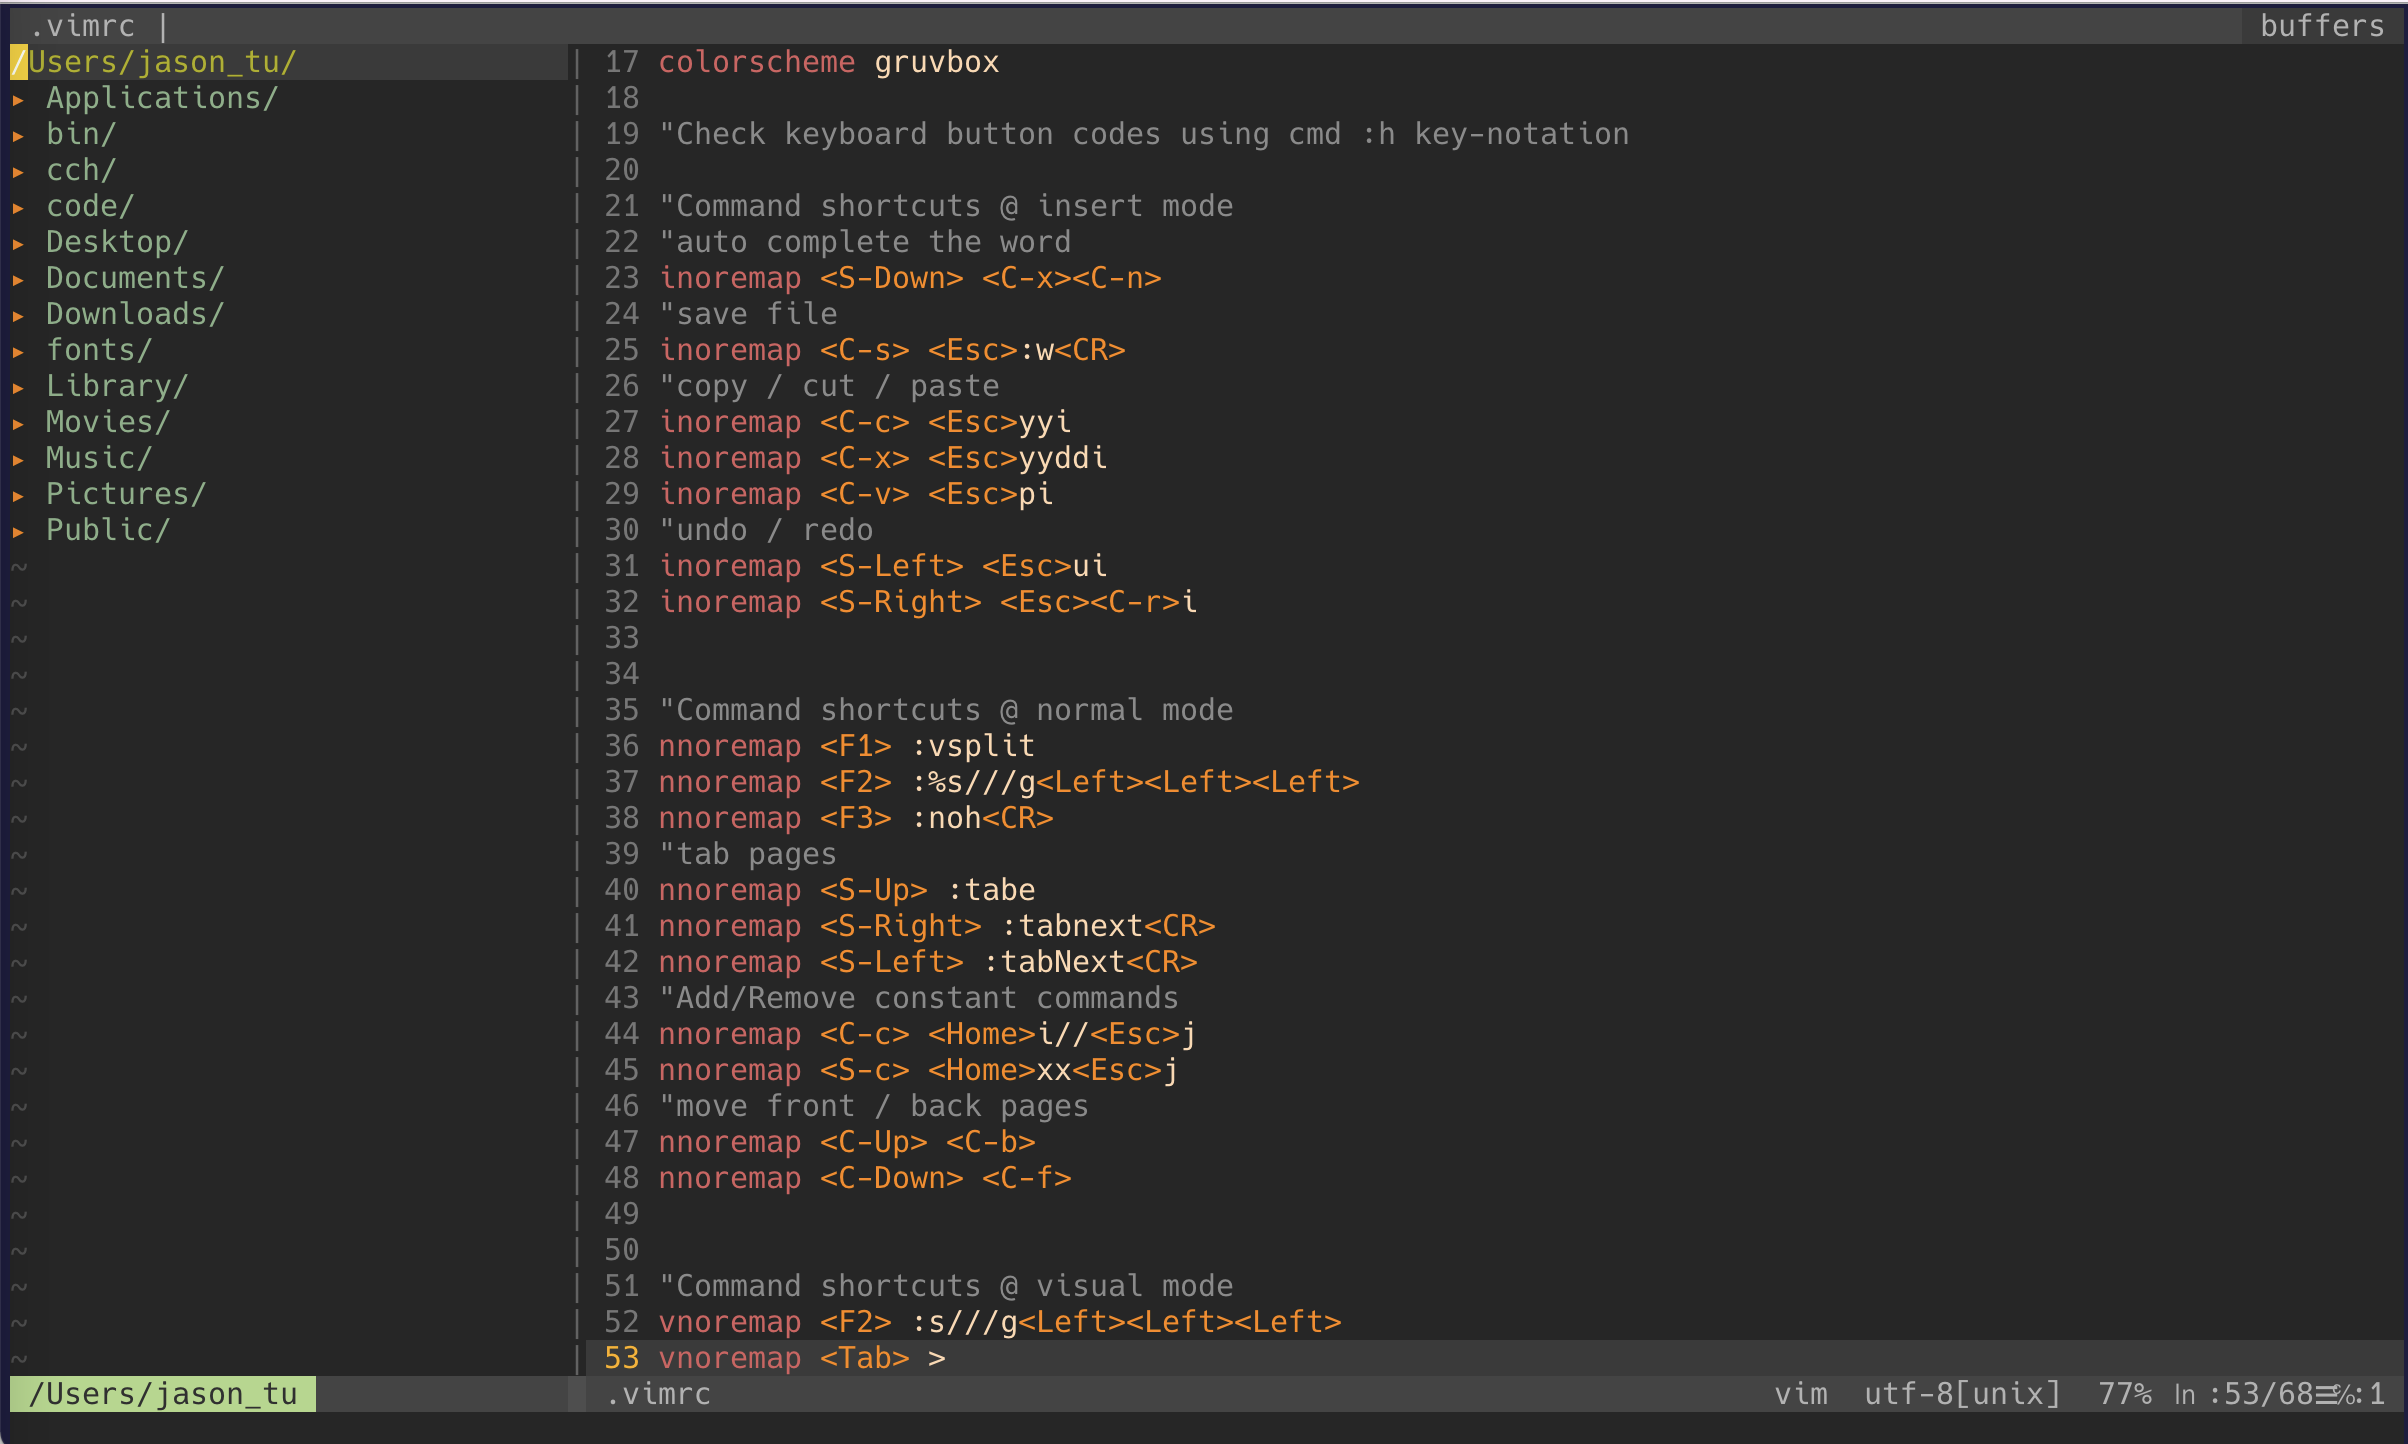 .vimrc |
buffers
/Users/jason_tu/
▸ Applications/
▸ bin/
▸ cch/
▸ code/
▸ Desktop/
▸ Documents/
▸ Downloads/
▸ fonts/
▸ Library/
▸ Movies/
▸ Music/
▸ Pictures/
▸ Public/
17 colorscheme gruvbox
18
19 "Check keyboard button codes using cmd :h key-notation
20
21 "Command shortcuts @ insert mode
22 "auto complete the word
23 inoremap <S-Down> <C-x><C-n>
24 "save file
25 inoremap <C-s> <Esc>:w<CR>
26 "copy / cut / paste
27 inoremap <C-c> <Esc>yyi
28 inoremap <C-x> <Esc>yyddi
29 inoremap <C-v> <Esc>pi
30 "undo / redo
31 inoremap <S-Left> <Esc>ui
32 inoremap <S-Right> <Esc><C-r>i
33
34
35 "Command shortcuts @ normal mode
36 nnoremap <F1> :vsplit
37 nnoremap <F2> :%s///g<Left><Left><Left>
38 nnoremap <F3> :noh<CR>
39 "tab pages
40 nnoremap <S-Up> :tabe
41 nnoremap <S-Right> :tabnext<CR>
42 nnoremap <S-Left> :tabNext<CR>
43 "Add/Remove constant commands
44 nnoremap <C-c> <Home>i//<Esc>j
45 nnoremap <S-c> <Home>xx<Esc>j
46 "move front / back pages
47 nnoremap <C-Up> <C-b>
48 nnoremap <C-Down> <C-f>
49
50
51 "Command shortcuts @ visual mode
52 vnoremap <F2> :s///g<Left><Left><Left>
53 vnoremap <Tab> >
/Users/jason_tu
.vimrc
vim utf-8[unix] 77% ln :53/68☰℅:1